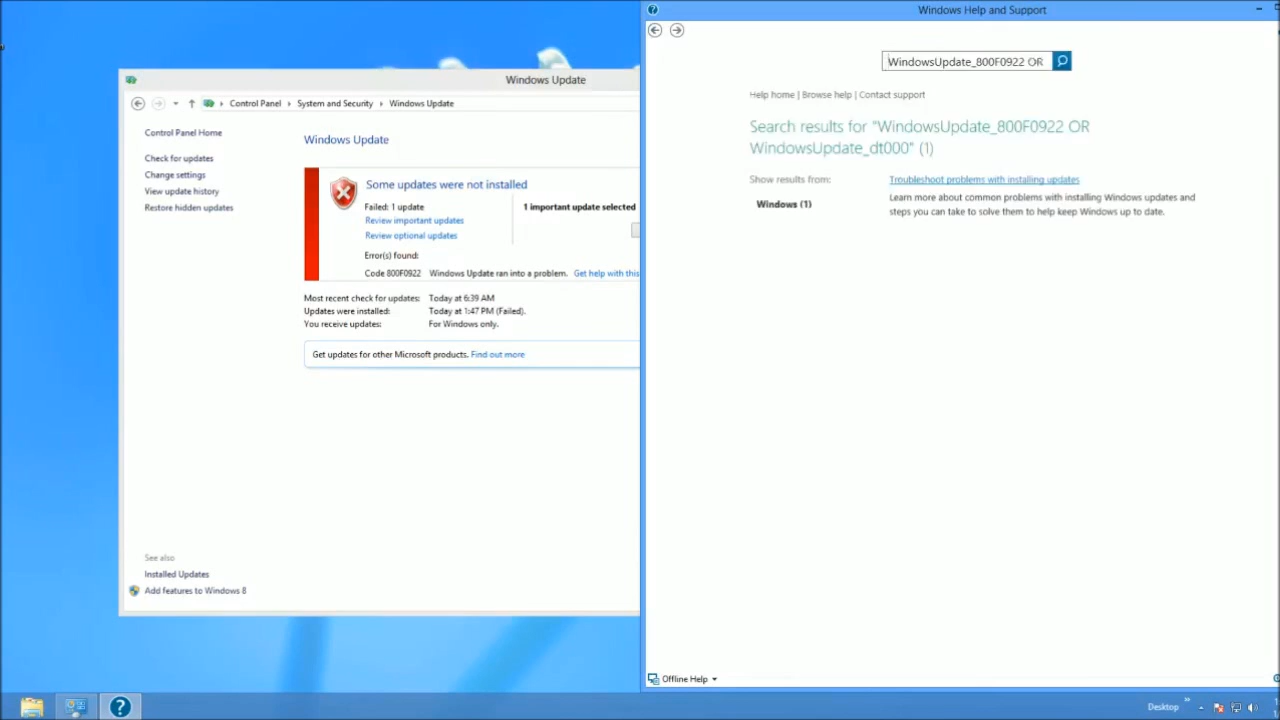 Windows Update
Control Panel
System and Security
Windows Update
Control Panel Home
Check for updates
Change settings
View update history
Restore hidden updates
Windows Update
Some updates were not installed
Failed: 1 update
Review important updates
Review optional updates
1 important update selected
Error(s) found:
Code 800F0922 Windows Update ran into a problem. Get help with this
Most recent check for updates: Today at 6:39 AM
Updates were installed: Today at 1:47 PM (Failed).
You receive updates: For Windows only.
Get updates for other Microsoft products. Find out more
See also
Installed Updates
Add features to Windows 8
Windows Help and Support
WindowsUpdate_800F0922 OR
Help home | Browse help | Contact support
Search results for "WindowsUpdate_800F0922 OR
WindowsUpdate_dt000" (1)
Show results from:
Windows (1)
Troubleshoot problems with installing updates
Learn more about common problems with installing Windows updates and
steps you can take to solve them to help keep Windows up to date.
Offline Help
Desktop